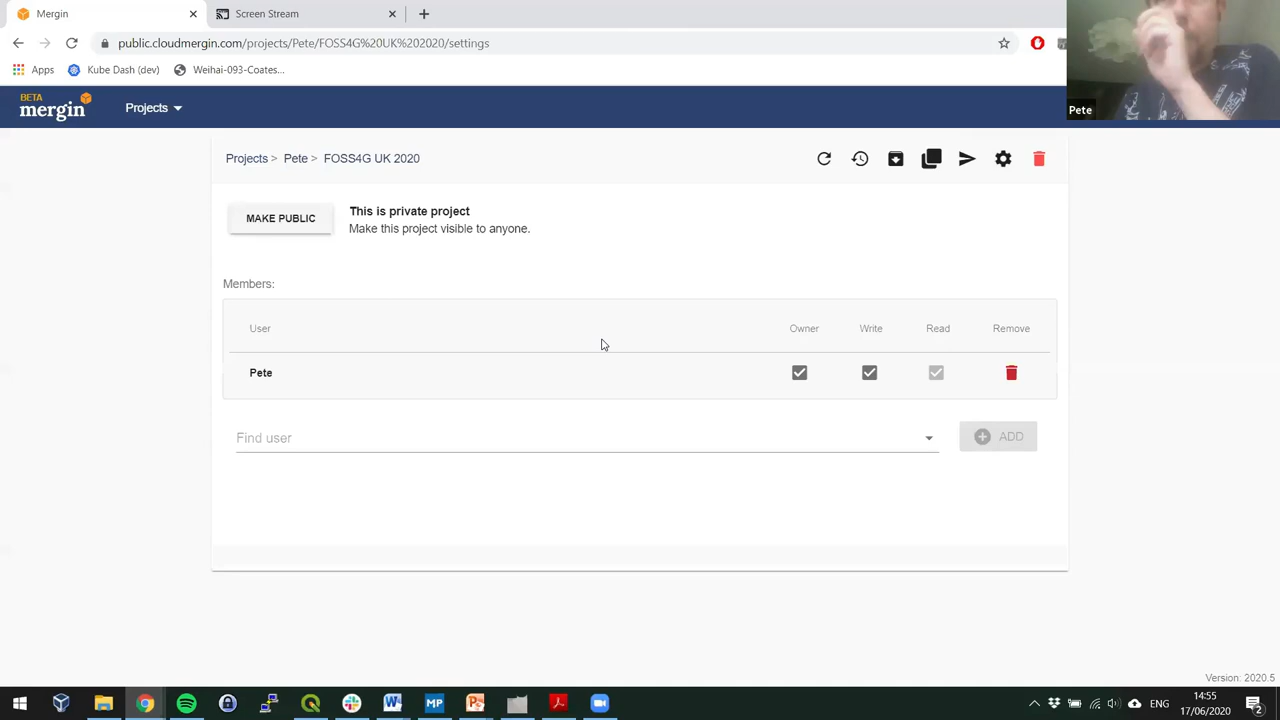 Mergin
Screen Stream
public.cloudmergin.com/projects/Pete/FOSS4G%20UK%202020/settings
Apps
Kube Dash (dev)
Weihai-093-Coates...
Pete
BETA
mergin
Projects
Projects > Pete > FOSS4G UK 2020
MAKE PUBLIC
This is private project
Make this project visible to anyone.
Members:
User Owner Write Read Remove
Pete
Find user
ADD
Version: 2020.5
MP
14:55
ENG
17/06/2020
2